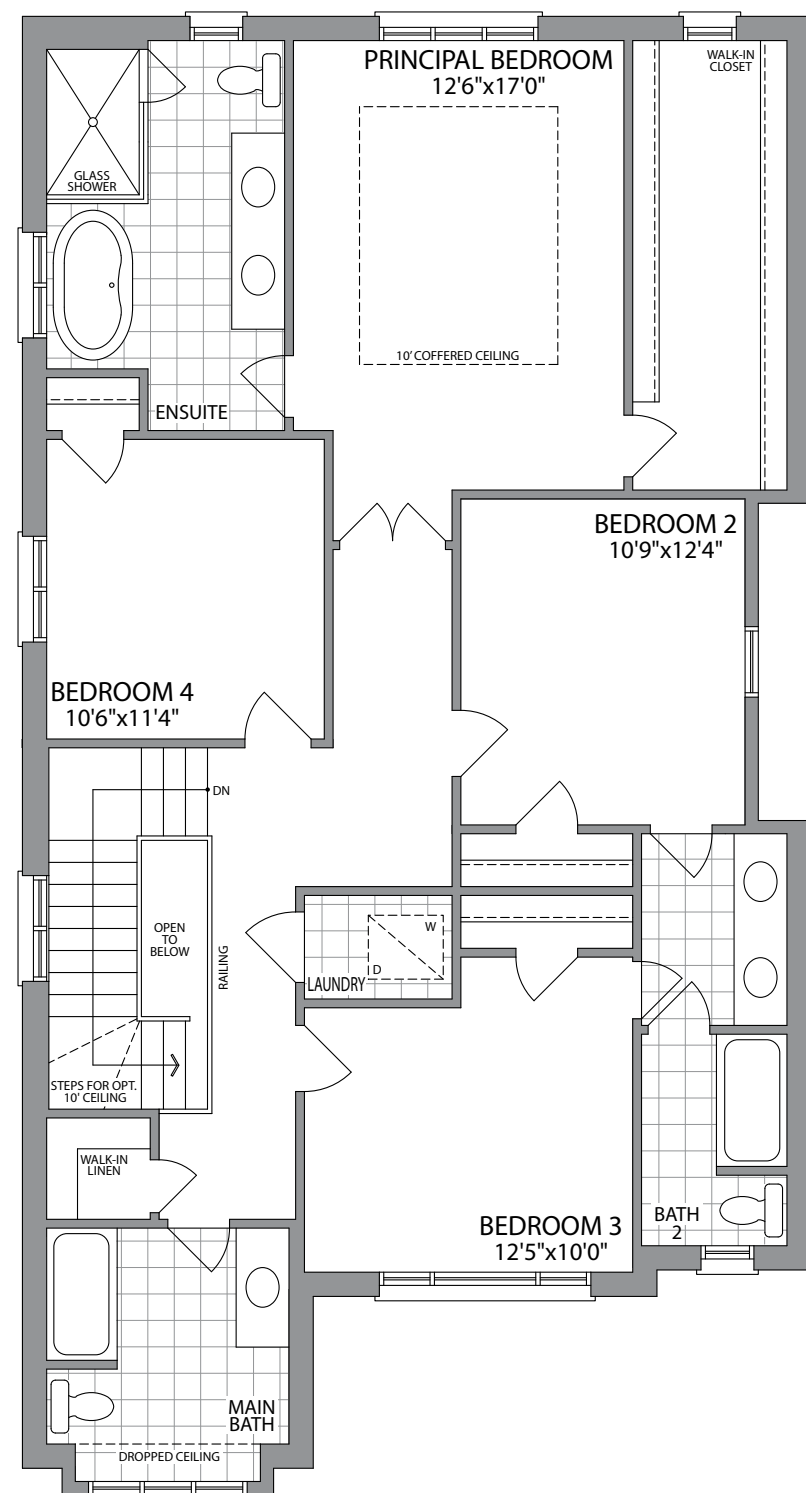 PRINCIPAL BEDROOM
12'6"x17'0"
WALK-IN
CLOSET
GLASS
SHOWER
10' COFFERED CEILING
ENSUITE
BEDROOM 2
10'9"x12'4"
BEDROOM 4
10'6"x11'4"
DN
OPEN
TO
BELOW
RAILING
W
D
LAUNDRY
STEPS FOR OPT.
10' CEILING
WALK-IN
LINEN
BEDROOM 3
12'5"x10'0"
BATH
2
MAIN
BATH
DROPPED CEILING